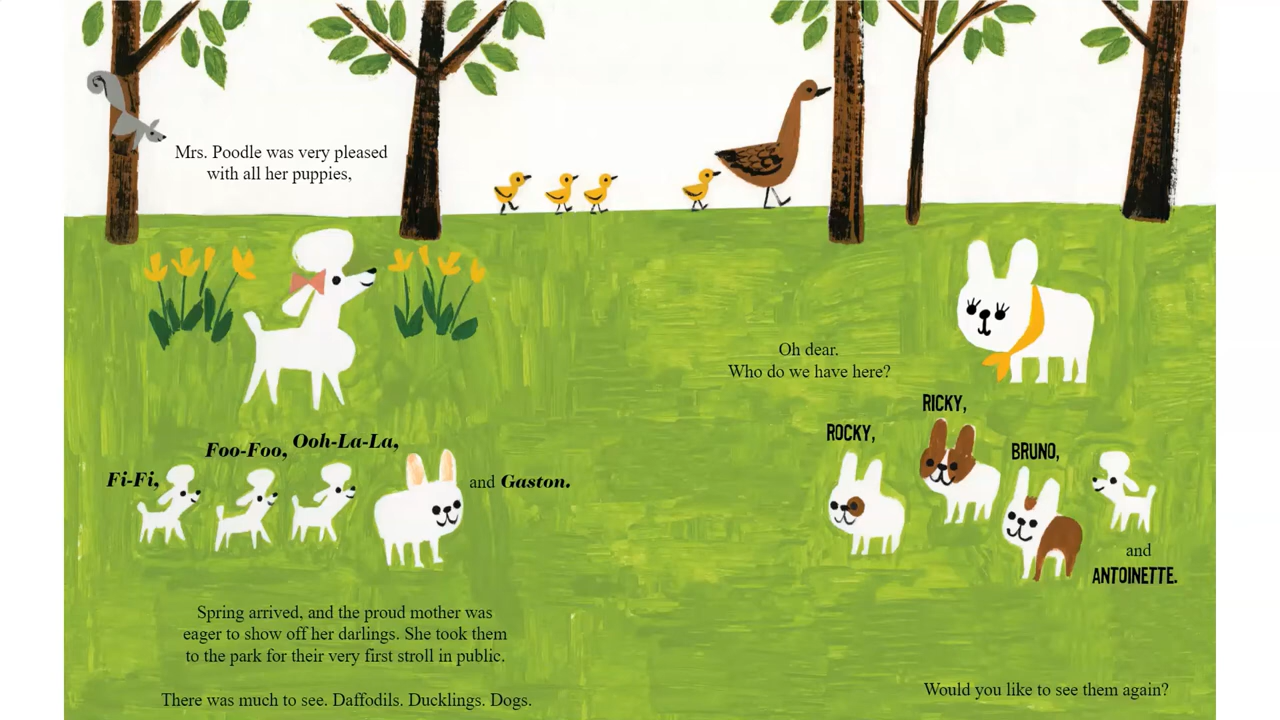 Mrs. Poodle was very pleased
with all her puppies,
Fi-Fi,
Foo-Foo,
Ooh-La-La,
and Gaston.
Spring arrived, and the proud mother was
eager to show off her darlings. She took them
to the park for their very first stroll in public.
There was much to see. Daffodils. Ducklings. Dogs.
Oh dear.
Who do we have here?
ROCKY,
RICKY,
BRUNO,
and
ANTOINETTE.
Would you like to see them again?